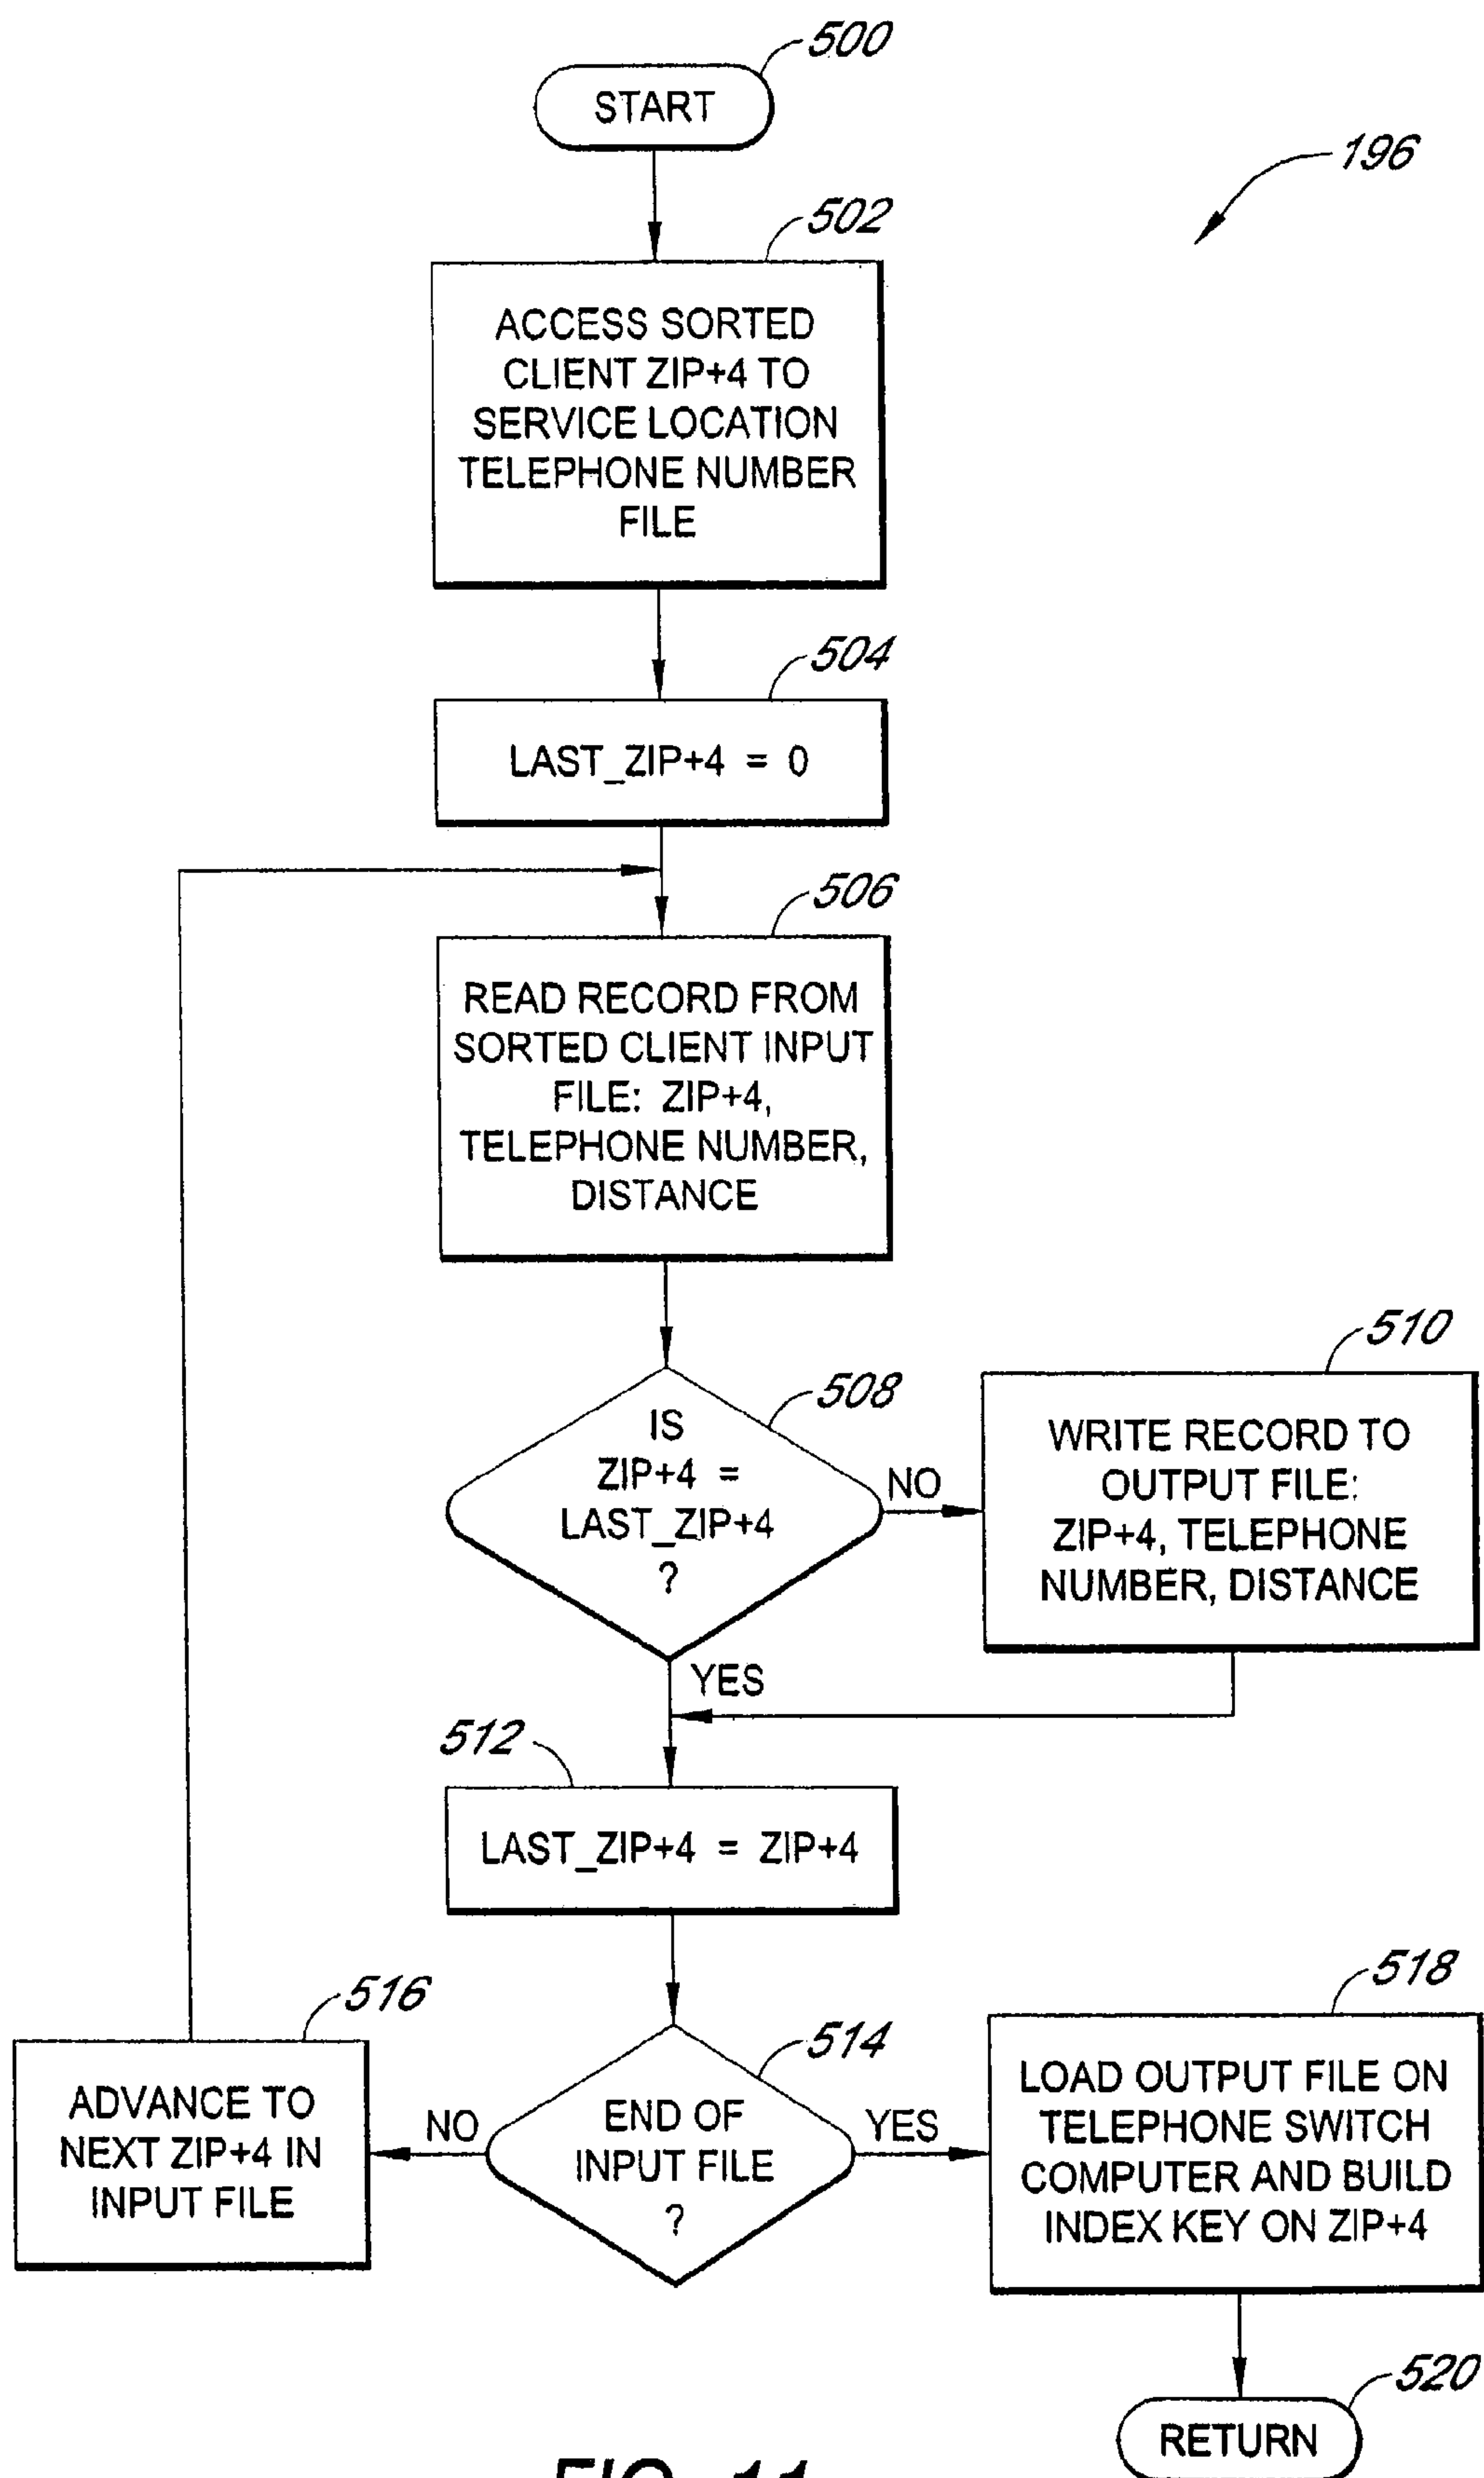 500
START
196
502
ACCESS SORTED
CLIENT ZIP+4 TO
SERVICE LOCATION
TELEPHONE NUMBER
FILE
504
LAST_ZIP+4 = 0
506
READ RECORD FROM
SORTED CLIENT INPUT
FILE: ZIP+4,
TELEPHONE NUMBER,
DISTANCE
508
IS
ZIP+4 =
LAST_ZIP+4
?
NO
510
WRITE RECORD TO
OUTPUT FILE:
ZIP+4, TELEPHONE
NUMBER, DISTANCE
YES
512
LAST_ZIP+4 = ZIP+4
514
END OF
INPUT FILE
?
NO
516
ADVANCE TO
NEXT ZIP+4 IN
INPUT FILE
YES
518
LOAD OUTPUT FILE ON
TELEPHONE SWITCH
COMPUTER AND BUILD
INDEX KEY ON ZIP+4
520
RETURN
FIG. 11